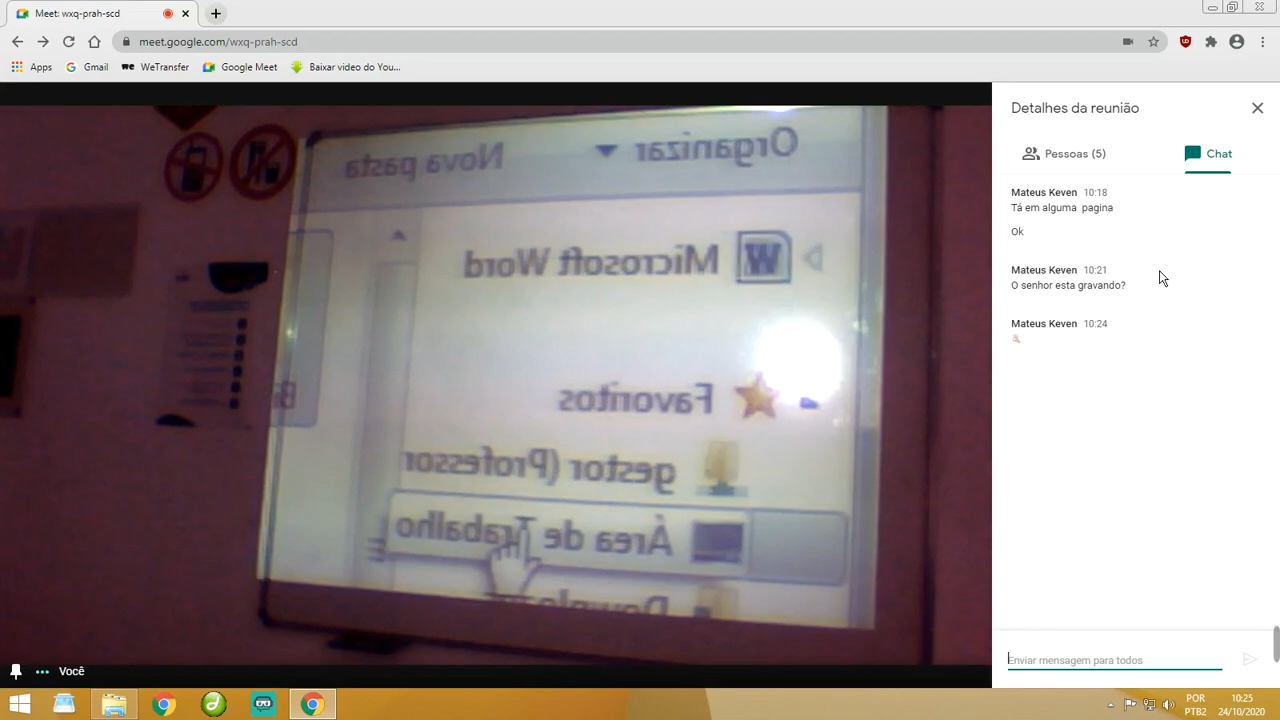 Meet: wxq-prah-scd
meet.google.com/wxq-prah-scd
Apps
Gmail
WeTransfer
Google Meet
Baixar video do You...
Organizar
Nova pasta
Microsoft Word
Favoritos
gestor (Professor
Área de Trabalho
Você
Detalhes da reunião
Pessoas (5)
Chat
Mateus Keven 10:18
Tá em alguma pagina
Ok
Mateus Keven 10:21
O senhor esta gravando?
Mateus Keven 10:24
Enviar mensagem para todos
POR
PTB2
10:25
24/10/2020